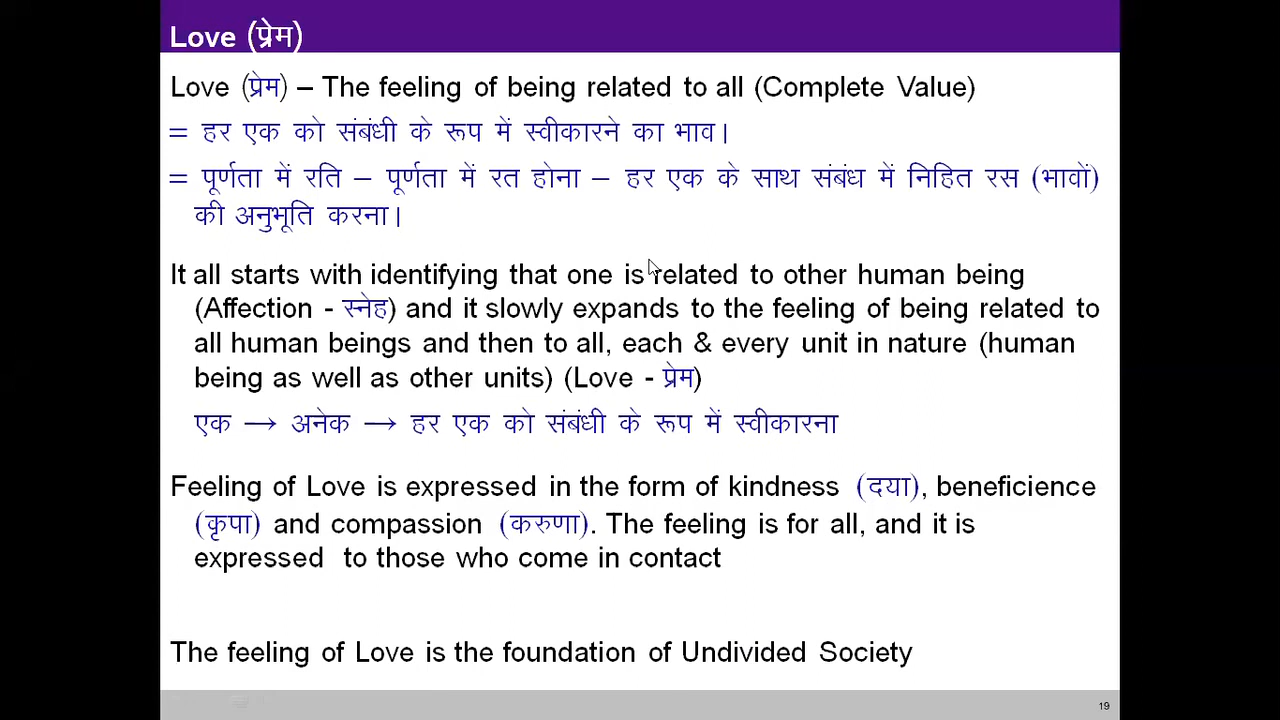 Love (प्रेम)
Love (प्रेम) – The feeling of being related to all (Complete Value)
= हर एक को संबंधी के रूप में स्वीकारने का भाव।
= पूर्णता में रति – पूर्णता में रत होना – हर एक के साथ संबंध में निहित रस (भावों)
की अनुभूति करना।
It all starts with identifying that one is related to other human being
(Affection - स्नेह) and it slowly expands to the feeling of being related to
all human beings and then to all, each & every unit in nature (human
being as well as other units) (Love - प्रेम)
एक → अनेक → हर एक को संबंधी के रूप में स्वीकारना
Feeling of Love is expressed in the form of kindness (दया), beneficience
(कृपा) and compassion (करुणा). The feeling is for all, and it is
expressed to those who come in contact
The feeling of Love is the foundation of Undivided Society
19